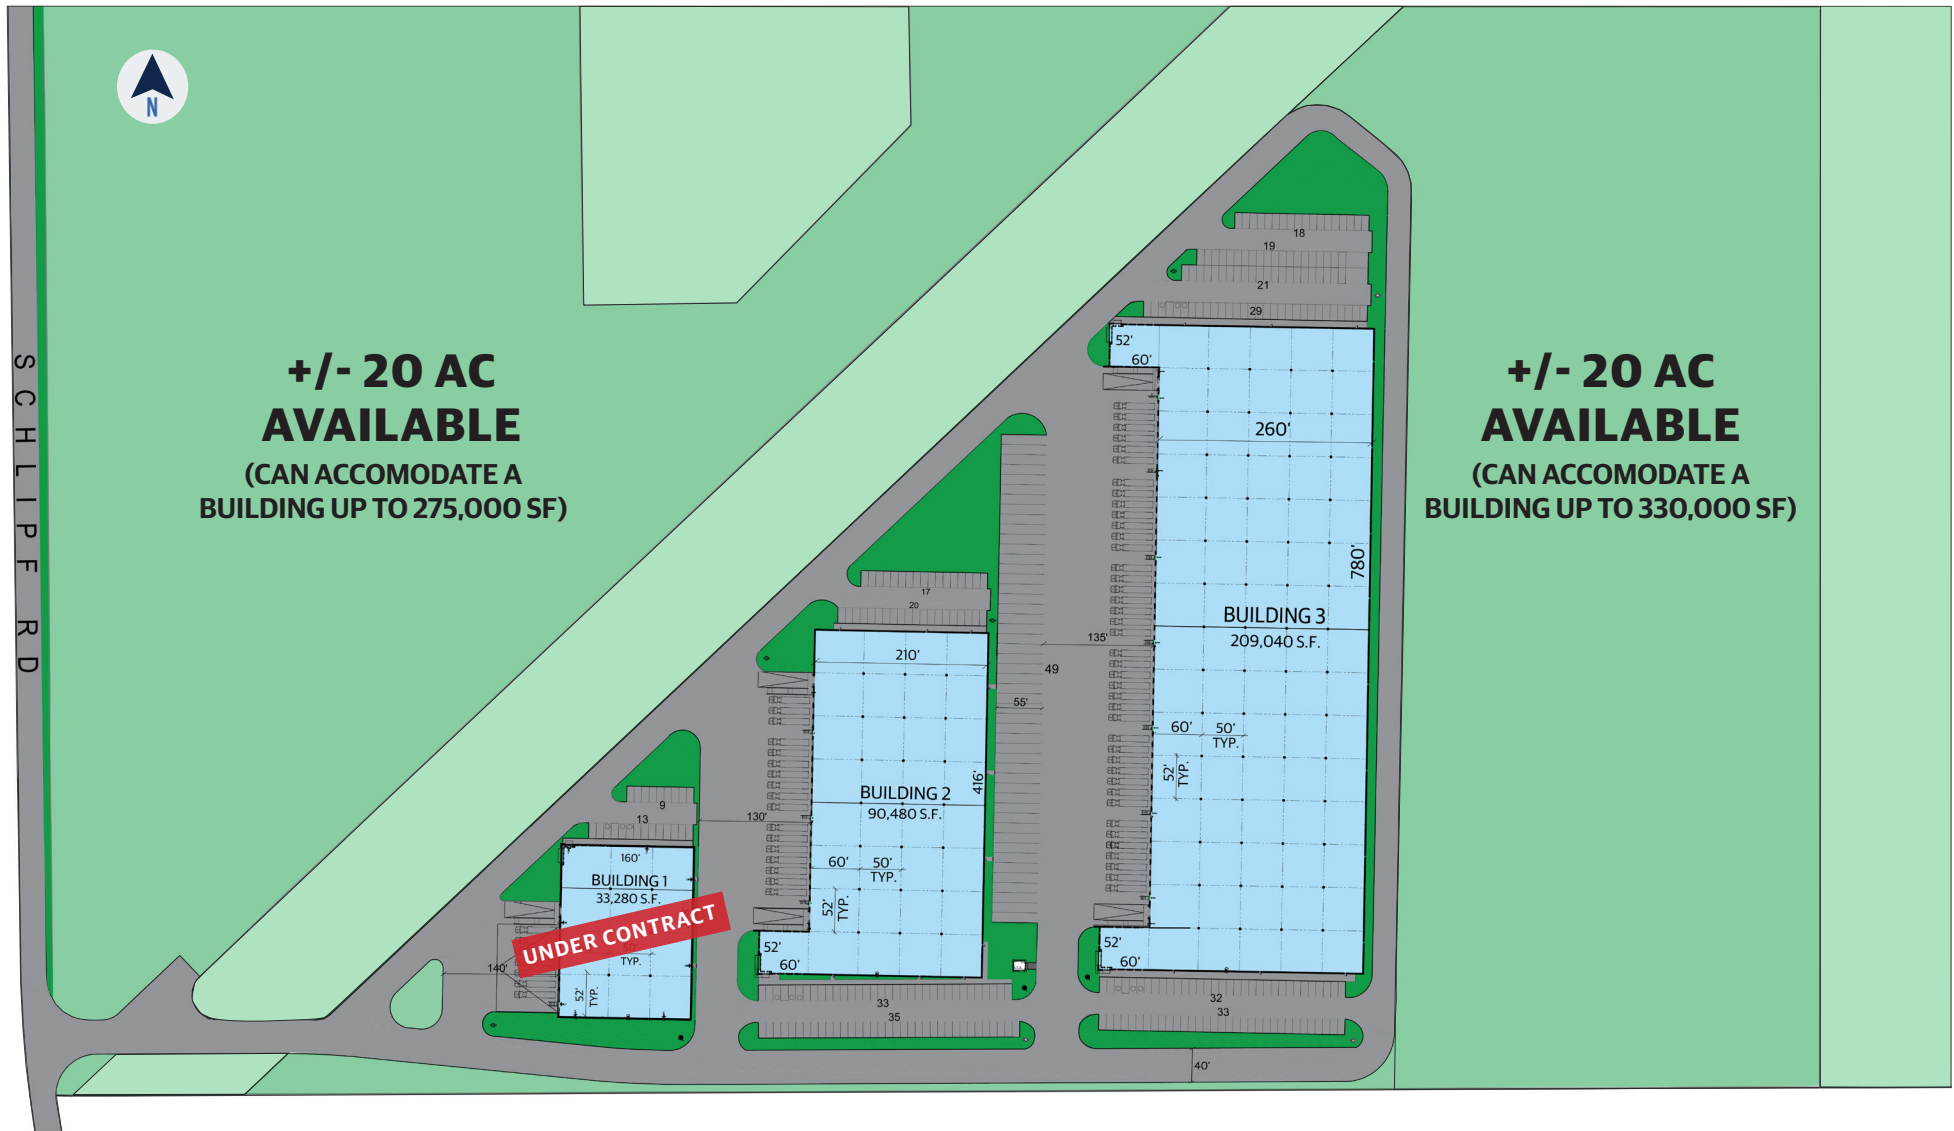 N
SCHLIPF RD
+/- 20 AC
AVAILABLE
(CAN ACCOMODATE A
BUILDING UP TO 275,000 SF)
+/- 20 AC
AVAILABLE
(CAN ACCOMODATE A
BUILDING UP TO 330,000 SF)
18
19
21
29
52'
60'
260'
780'
BUILDING 3
209,040 S.F.
135'
49
55'
60'
50'
TYP.
52'
TYP.
52'
60'
32
33
40'
17
20
210'
416'
BUILDING 2
90,480 S.F.
130'
60'
50'
TYP.
52'
TYP.
52'
60'
33
35
9
13
160'
BUILDING 1
33,280 S.F.
UNDER CONTRACT
TYP.
140'
52'
TYP.